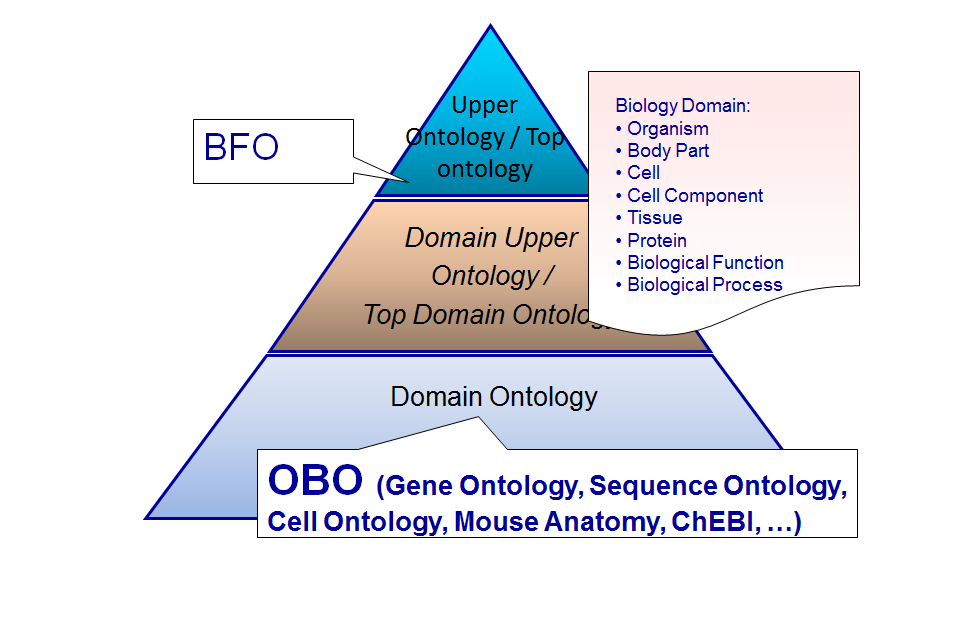 Upper
Ontology / Top
ontology
BFO
Biology Domain:
• Organism
• Body Part
• Cell
• Cell Component
• Tissue
• Protein
• Biological Function
• Biological Process
Domain Upper
Ontology /
Top Domain Ontology
Domain Ontology
OBO (Gene Ontology, Sequence Ontology,
Cell Ontology, Mouse Anatomy, ChEBI, …)